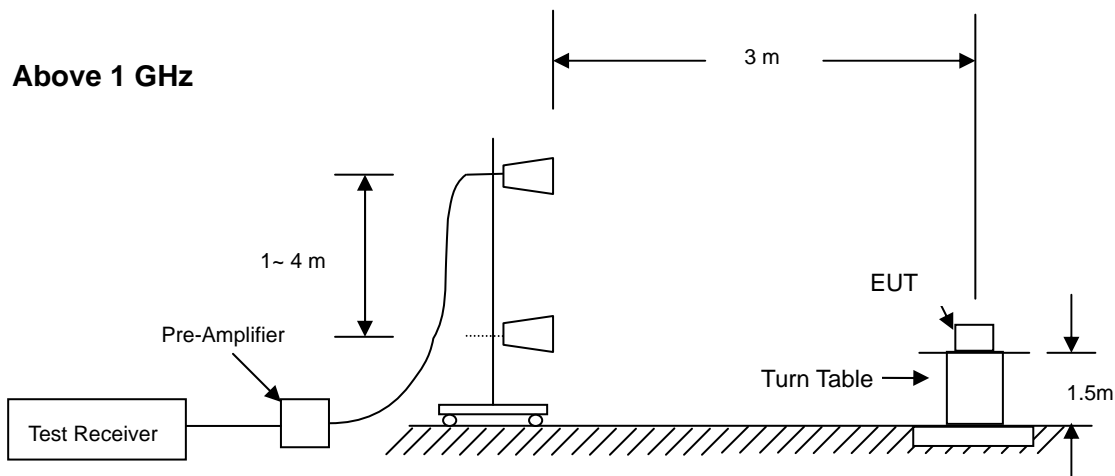 Above 1 GHz
3 m
1~ 4 m
EUT
Pre-Amplifier
Turn Table
1.5m
Test Receiver